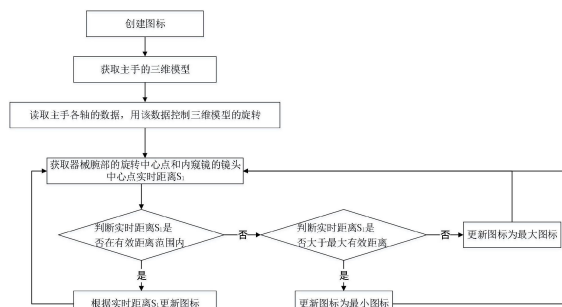 创建图标
获取主手的三维模型
读取主手各轴的数据，用该数据控制三维模型的旋转
获取器械腕部的旋转中心点和内窥镜的镜头
中心点实时距离S₁
判断实时距离S₁是
否在有效距离范围内
否
判断实时距离S₁是
否大于最大有效距离
否
更新图标为最大图标
是
是
根据实时距离S₁更新图标
更新图标为最小图标